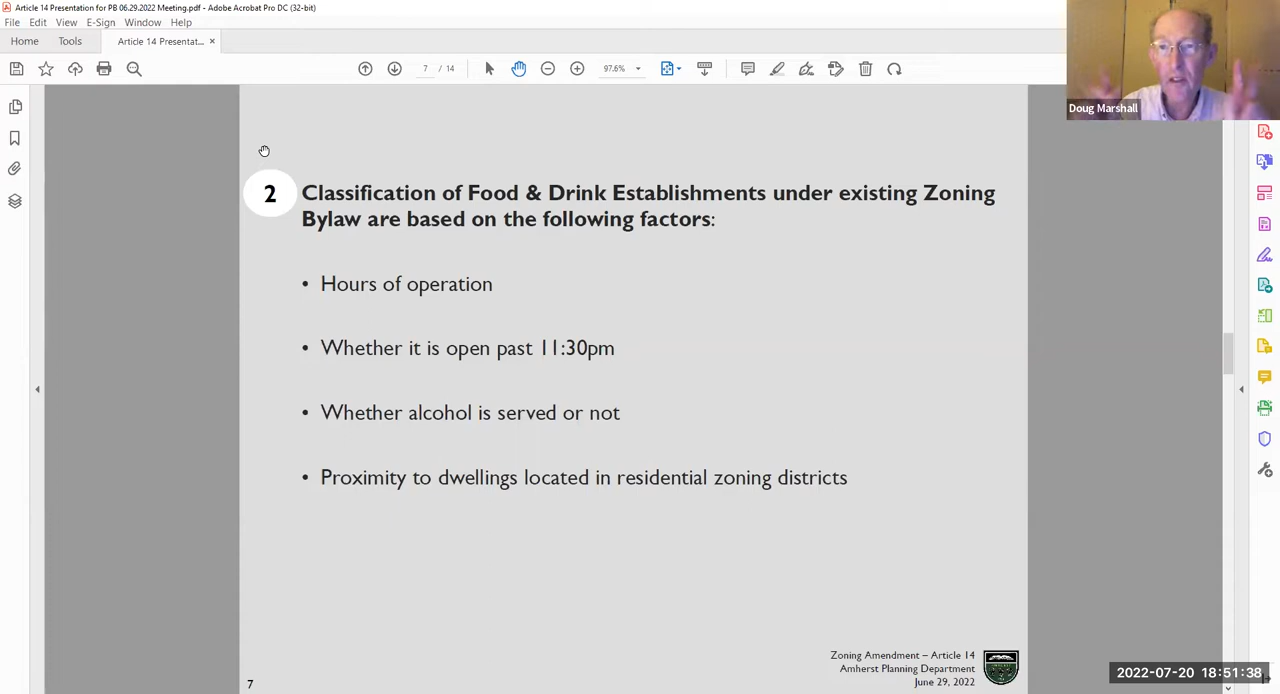 Article 14 Presentation for PB 06.29.2022 Meeting.pdf - Adobe Acrobat Pro DC (32-bit)
File Edit View E-Sign Window Help
Home Tools Article 14 Presentat... ×
7 / 14 97.6%
Doug Marshall
2 Classification of Food & Drink Establishments under existing Zoning
Bylaw are based on the following factors:
• Hours of operation
• Whether it is open past 11:30pm
• Whether alcohol is served or not
• Proximity to dwellings located in residential zoning districts
Zoning Amendment – Article 14
Amherst Planning Department
June 29, 2022
7
2022-07-20 18:51:38